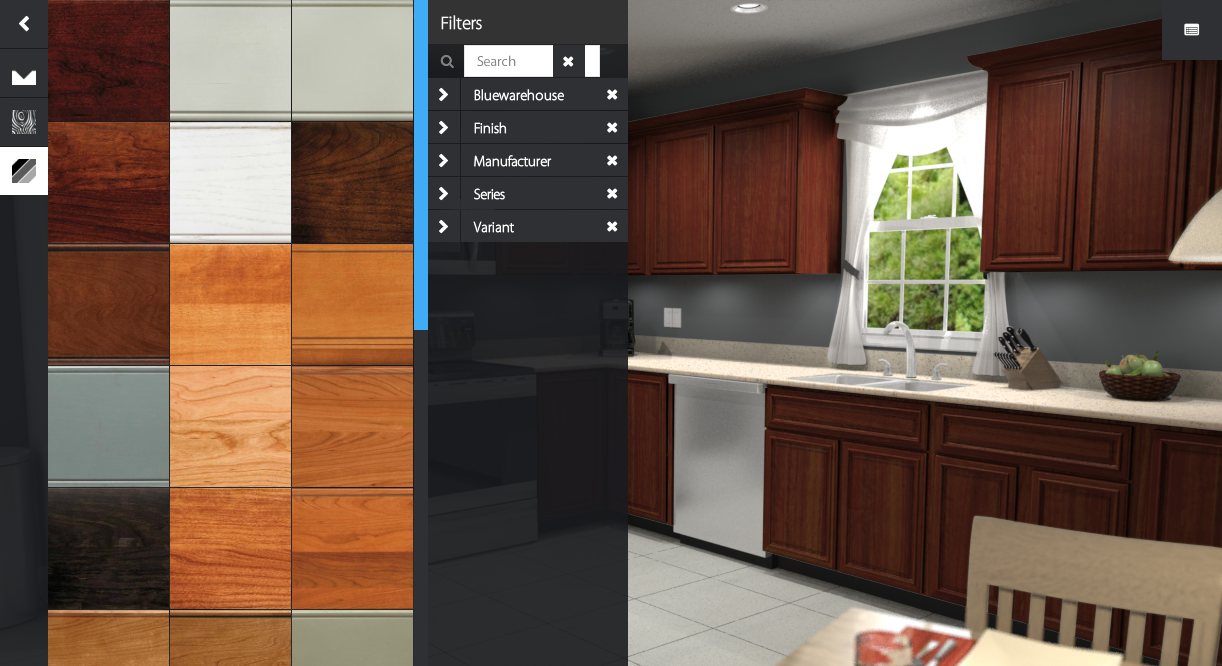 Filters
Search
Bluewarehouse
Finish
Manufacturer
Series
Variant